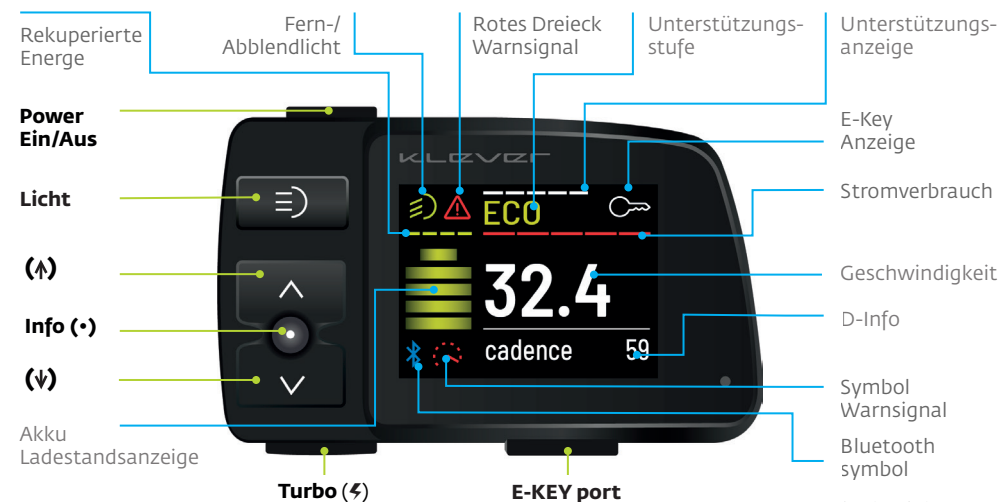 Rekuperierte
Energe
Fern-/
Abblendlicht
Rotes Dreieck
Warnsignal
Unterstützungs-
stufe
Unterstützungs-
anzeige
Power
Ein/Aus
E-Key
Anzeige
KLEVER
Licht
Stromverbrauch
ECO
(∧)
Geschwindigkeit
32.4
Info (•)
D-Info
cadence 59
(∨)
Symbol
Warnsignal
Akku
Ladestandsanzeige
Bluetooth
symbol
Turbo (⚡)
E-KEY port